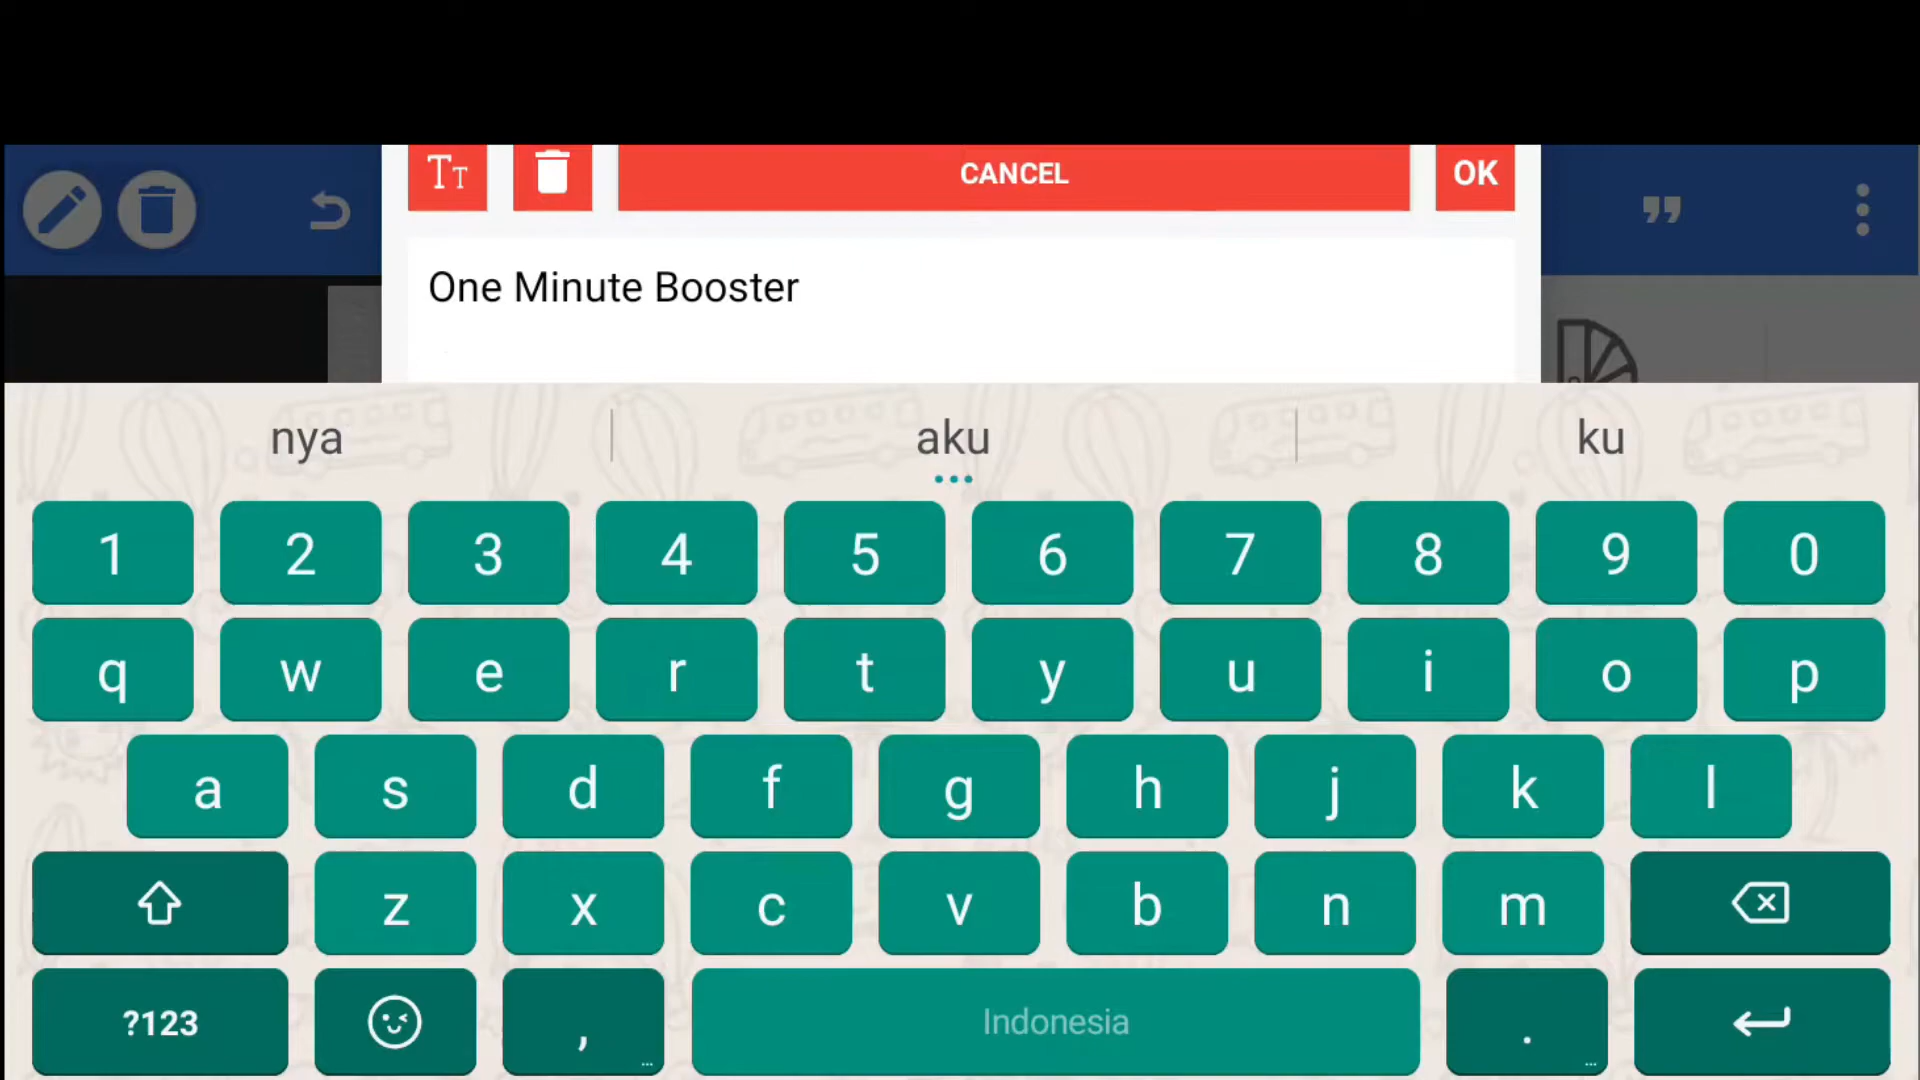 Tт CANCEL OK
One Minute Booster
nya aku ku
1 2 3 4 5 6 7 8 9 0
q w e r t y u i o p
a s d f g h j k l
z x c v b n m
?123 , Indonesia .